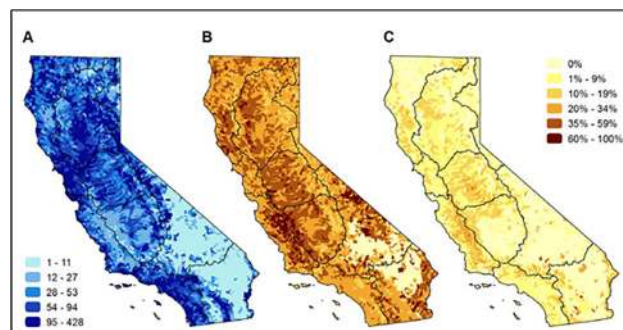 A
B
C
0%
1% - 9%
10% - 19%
20% - 34%
35% - 59%
60% - 100%
1 - 11
12 - 27
28 - 53
54 - 94
95 - 428